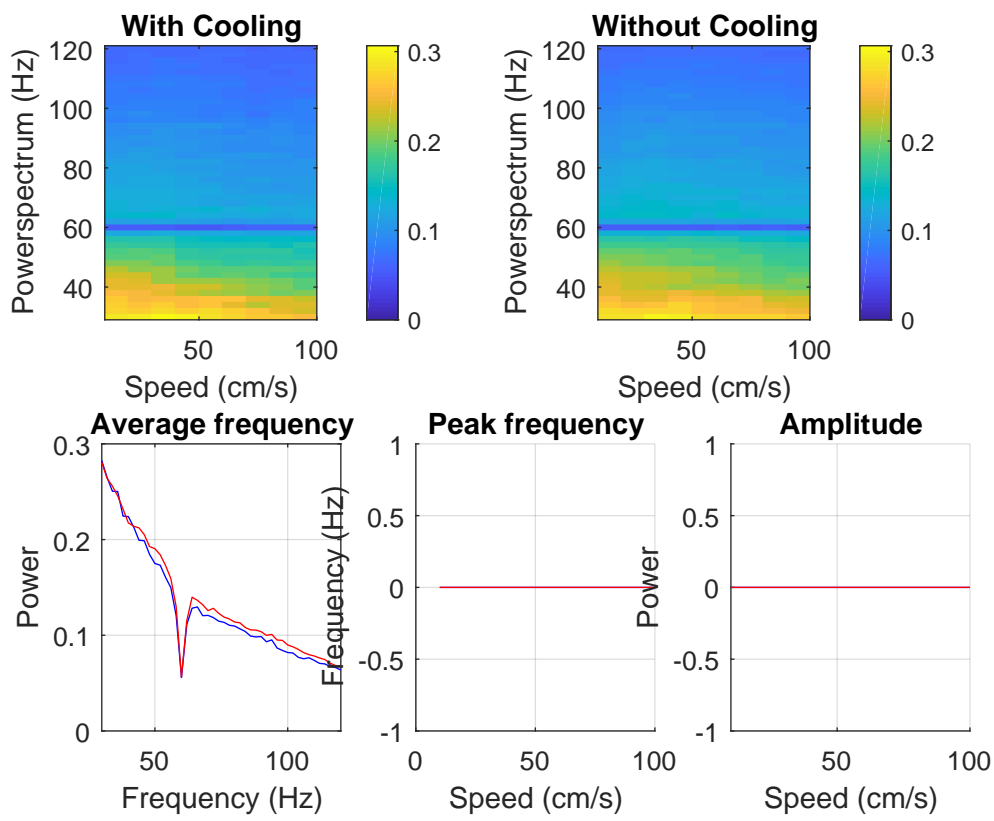 With Cooling
Powerspectrum (Hz)
120
100
80
60
40
50
100
Speed (cm/s)
0.3
0.2
0.1
0
Without Cooling
Powerspectrum (Hz)
120
100
80
60
40
50
100
Speed (cm/s)
0.3
0.2
0.1
0
Average frequency
Power
0.3
0.2
0.1
0
50
100
Frequency (Hz)
Peak frequency
Frequency (Hz)
1
0.5
0
-0.5
-1
0
50
100
Speed (cm/s)
Amplitude
Power
1
0.5
0
-0.5
-1
50
100
Speed (cm/s)